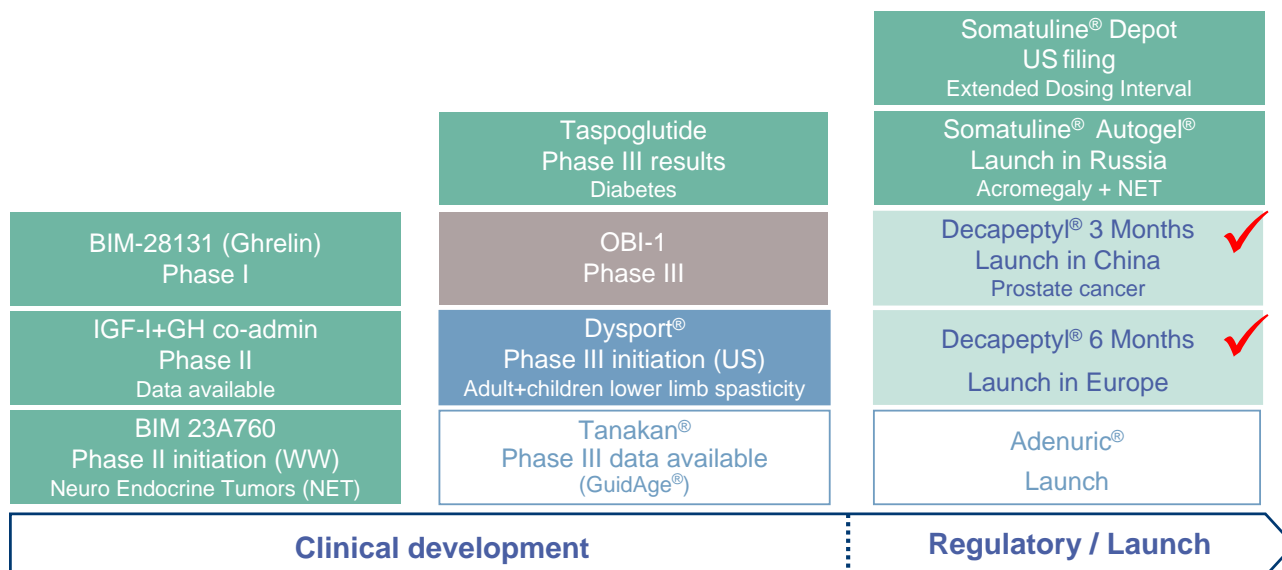 BIM-28131 (Ghrelin)
Phase I
IGF-I+GH co-admin
Phase II
Data available
BIM 23A760
Phase II initiation (WW)
Neuro Endocrine Tumors (NET)
Taspoglutide
Phase III results
Diabetes
OBI-1
Phase III
Dysport®
Phase III initiation (US)
Adult+children lower limb spasticity
Tanakan®
Phase III data available
(GuidAge®)
Somatuline® Depot
US filing
Extended Dosing Interval
Somatuline® Autogel®
Launch in Russia
Acromegaly + NET
Decapeptyl® 3 Months
Launch in China
Prostate cancer
Decapeptyl® 6 Months
Launch in Europe
Adenuric®
Launch
Clinical development
Regulatory / Launch